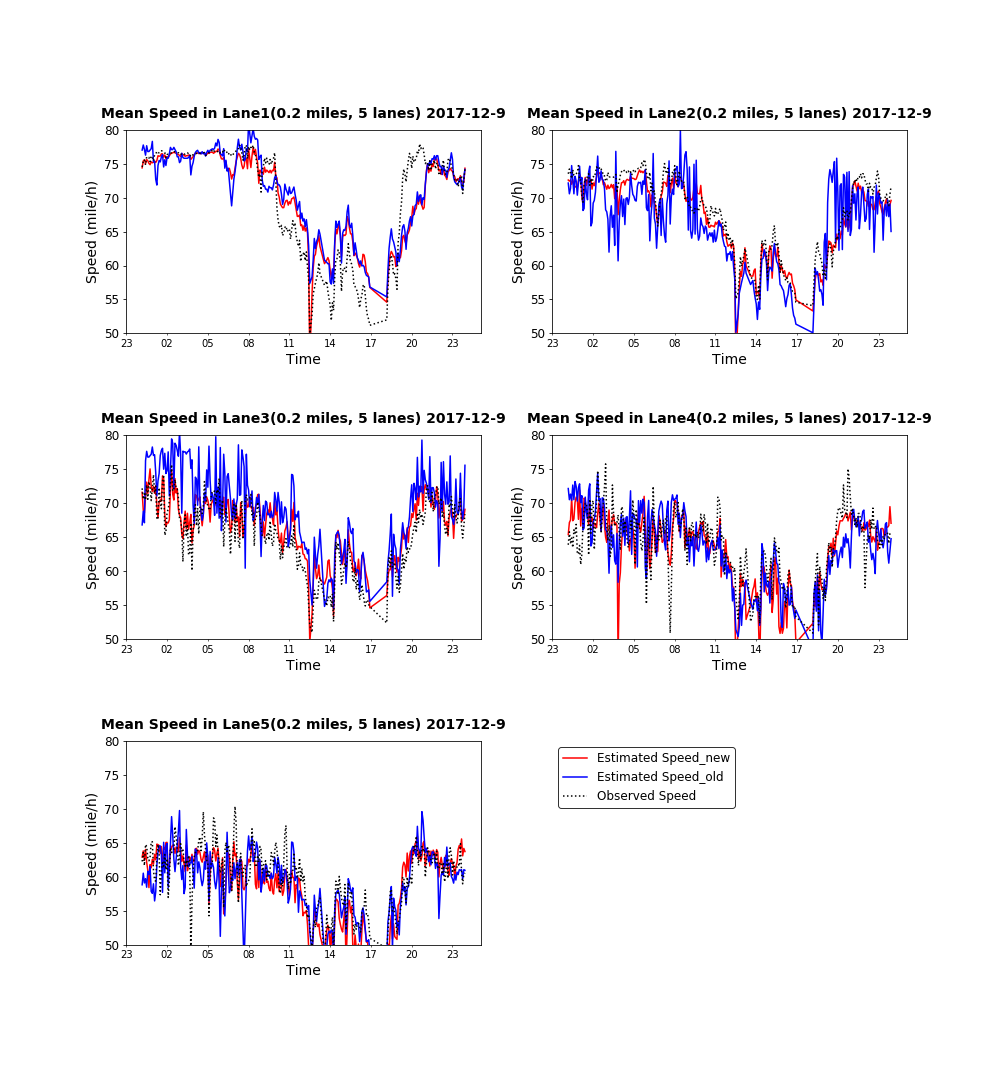 Mean Speed in Lane1(0.2 miles, 5 lanes) 2017-12-9
80
75
70
65
60
55
50
Speed (mile/h)
23 02 05 08 11 14 17 20 23
Time
Mean Speed in Lane2(0.2 miles, 5 lanes) 2017-12-9
80
75
70
65
60
55
50
Speed (mile/h)
23 02 05 08 11 14 17 20 23
Time
Mean Speed in Lane3(0.2 miles, 5 lanes) 2017-12-9
80
75
70
65
60
55
50
Speed (mile/h)
23 02 05 08 11 14 17 20 23
Time
Mean Speed in Lane4(0.2 miles, 5 lanes) 2017-12-9
80
75
70
65
60
55
50
Speed (mile/h)
23 02 05 08 11 14 17 20 23
Time
Mean Speed in Lane5(0.2 miles, 5 lanes) 2017-12-9
80
75
70
65
60
55
50
Speed (mile/h)
23 02 05 08 11 14 17 20 23
Time
Estimated Speed_new
Estimated Speed_old
Observed Speed